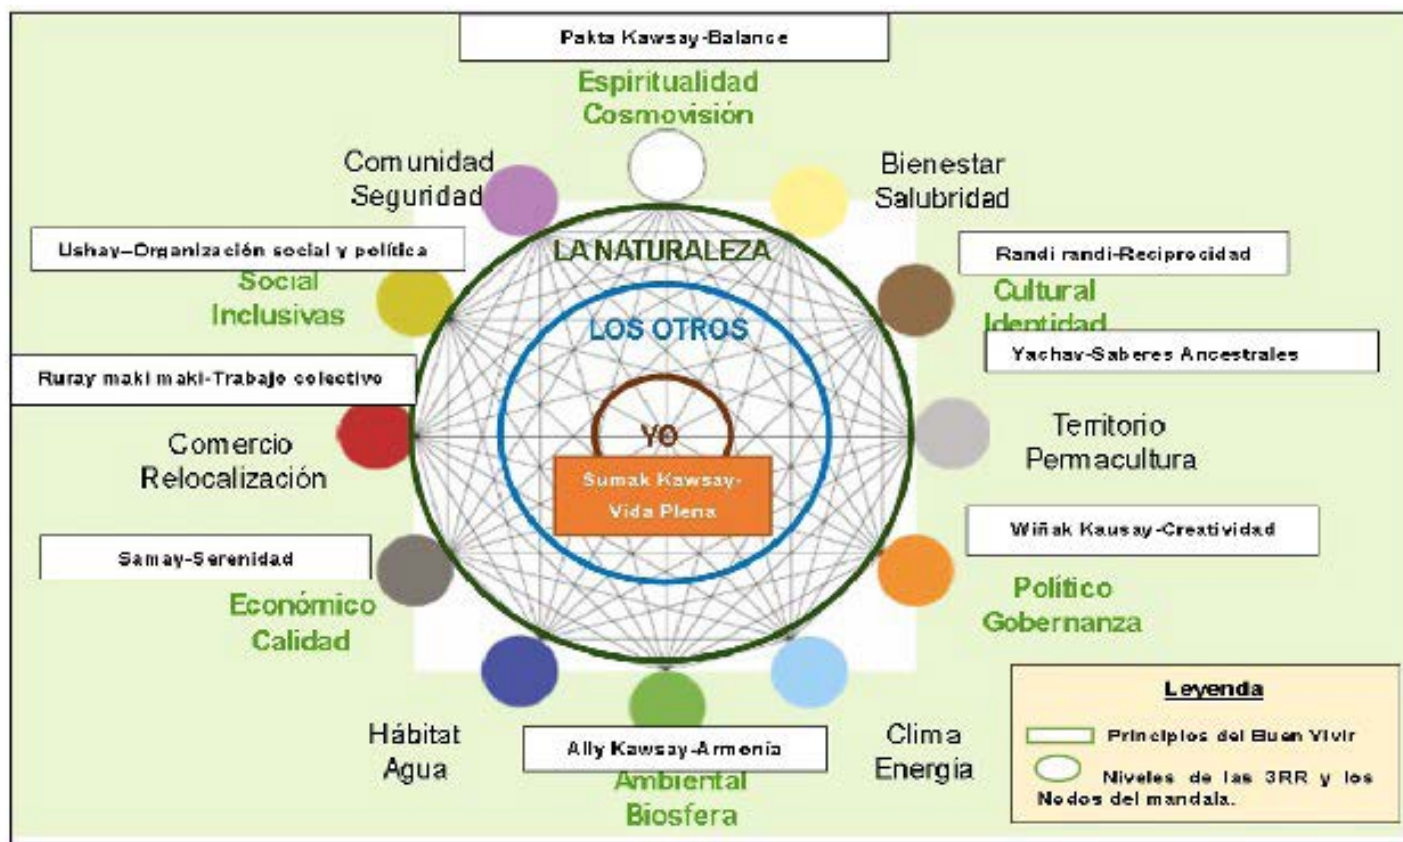 Pakta Kawsay-Balance
Espiritualidad
Cosmovisión
Comunidad
Seguridad
Bienestar
Salubridad
LA NATURALEZA
Ushay–Organización social y política
Social
Inclusivas
Randi randi-Reciprocidad
Cultural
Identidad
LOS OTROS
Yachay-Saberes Ancestrales
Ruray maki maki-Trabajo colectivo
YO
Comercio
Relocalización
Territorio
Permacultura
Sumak Kawsay-
Vida Plena
Wiñak Kausay-Creatividad
Samay-Serenidad
Económico
Calidad
Político
Gobernanza
Hábitat
Agua
Ally Kawsay-Armonía
Ambiental
Biosfera
Clima
Energía
Leyenda
Principios del Buen Vivir
Niveles de las 3RR y los
Nodos del mandala.